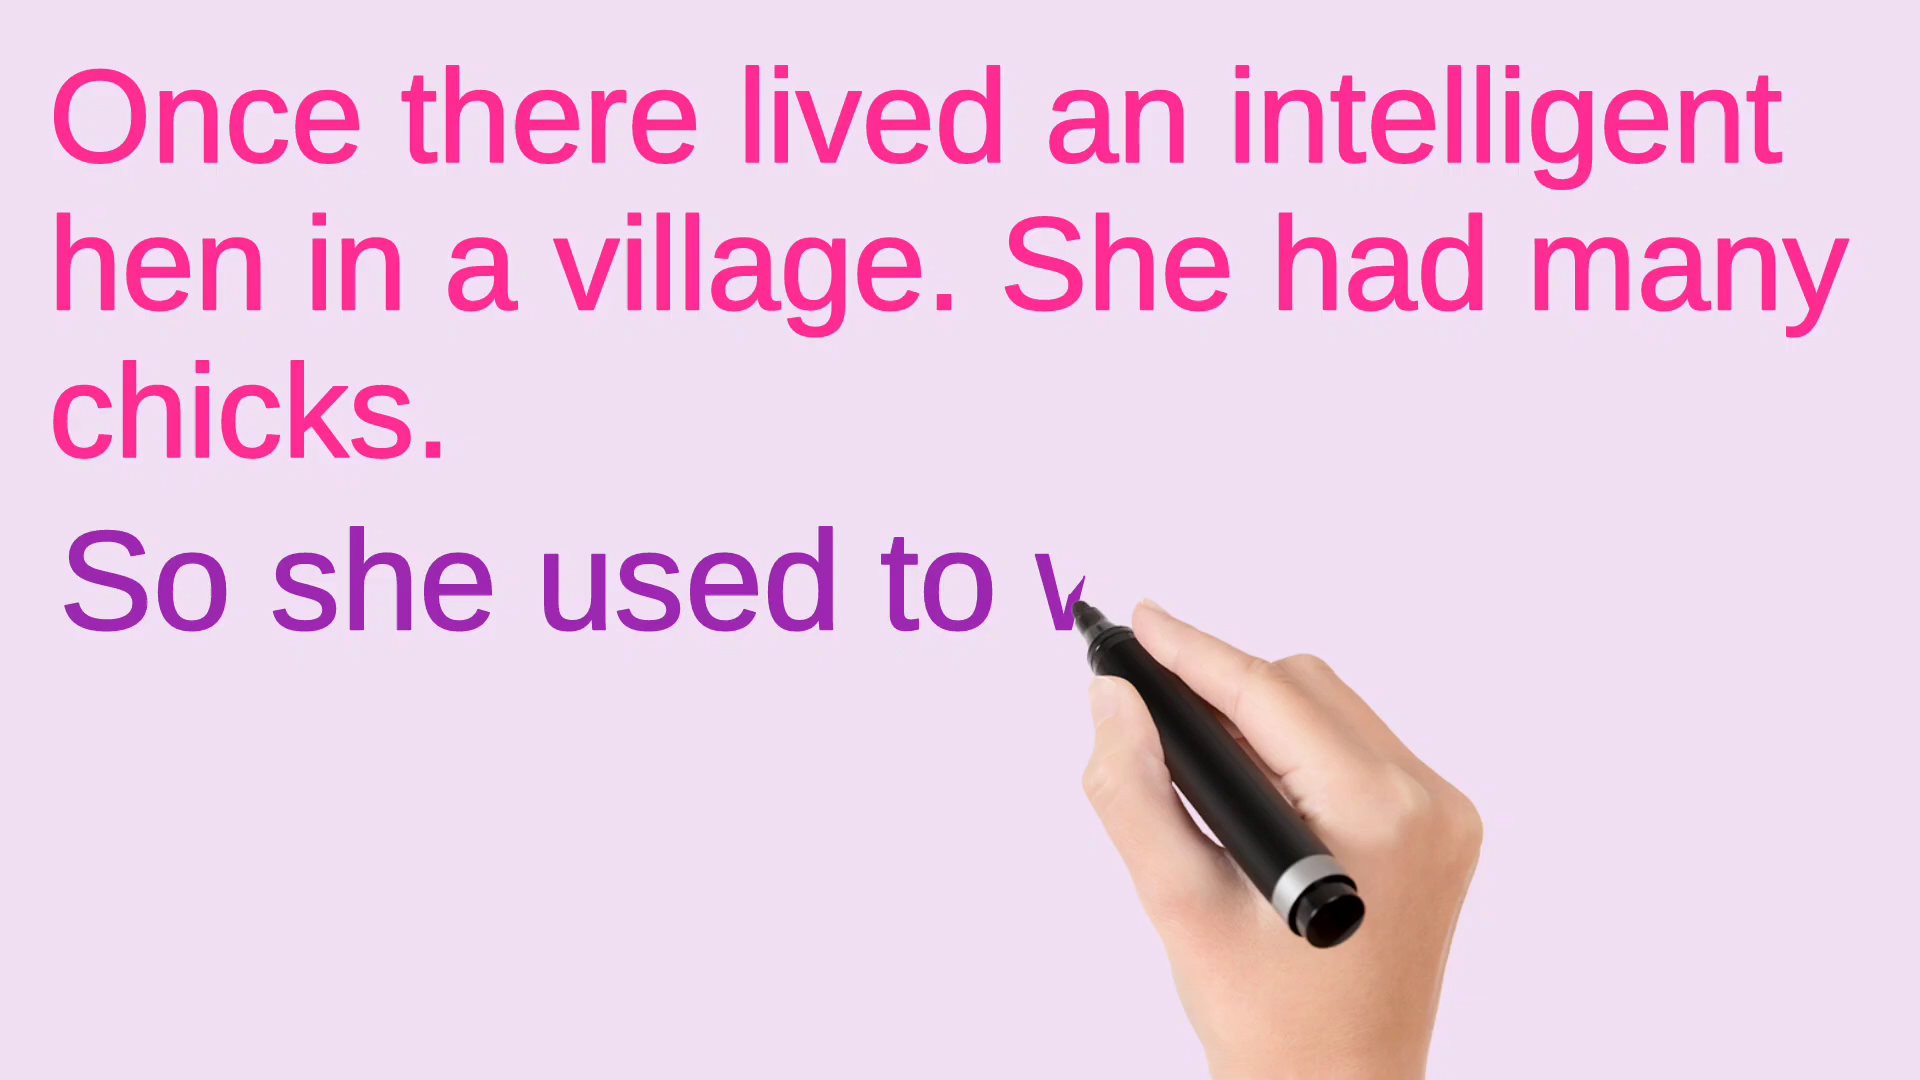 Once there lived an intelligent
hen in a village. She had many
chicks.
So she used to